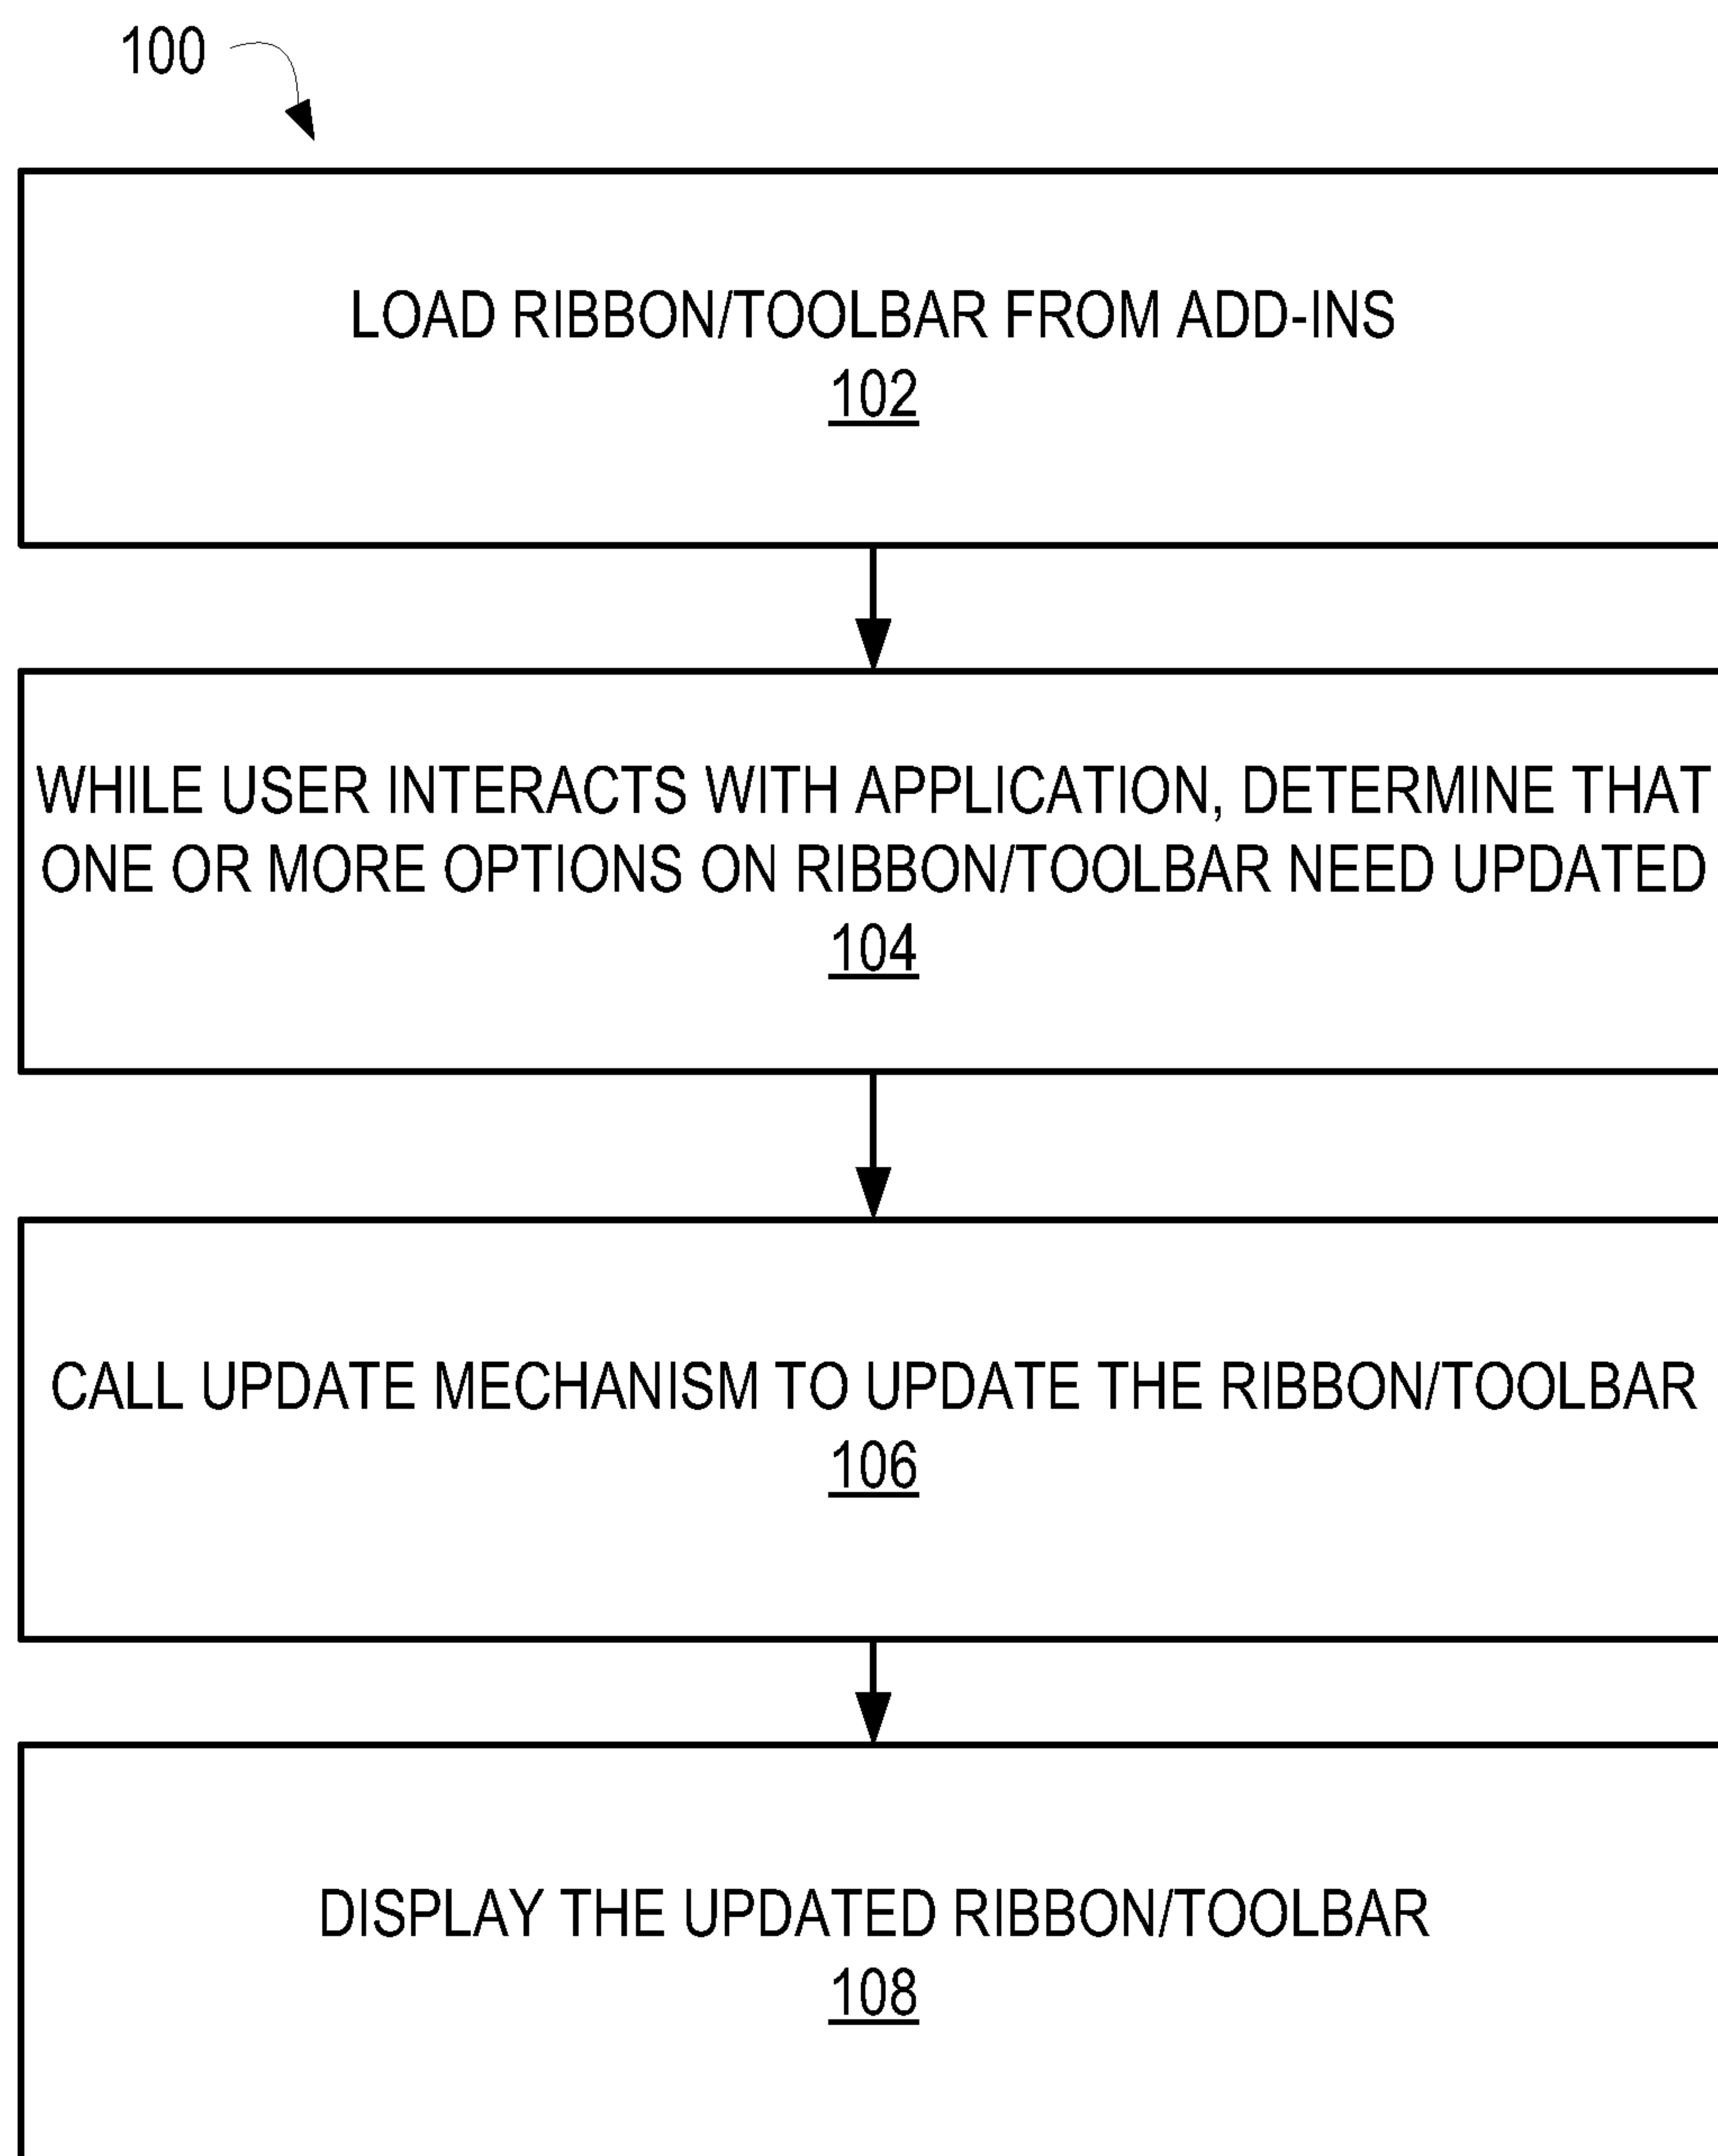 100
LOAD RIBBON/TOOLBAR FROM ADD-INS
102
WHILE USER INTERACTS WITH APPLICATION, DETERMINE THAT
ONE OR MORE OPTIONS ON RIBBON/TOOLBAR NEED UPDATED
104
CALL UPDATE MECHANISM TO UPDATE THE RIBBON/TOOLBAR
106
DISPLAY THE UPDATED RIBBON/TOOLBAR
108